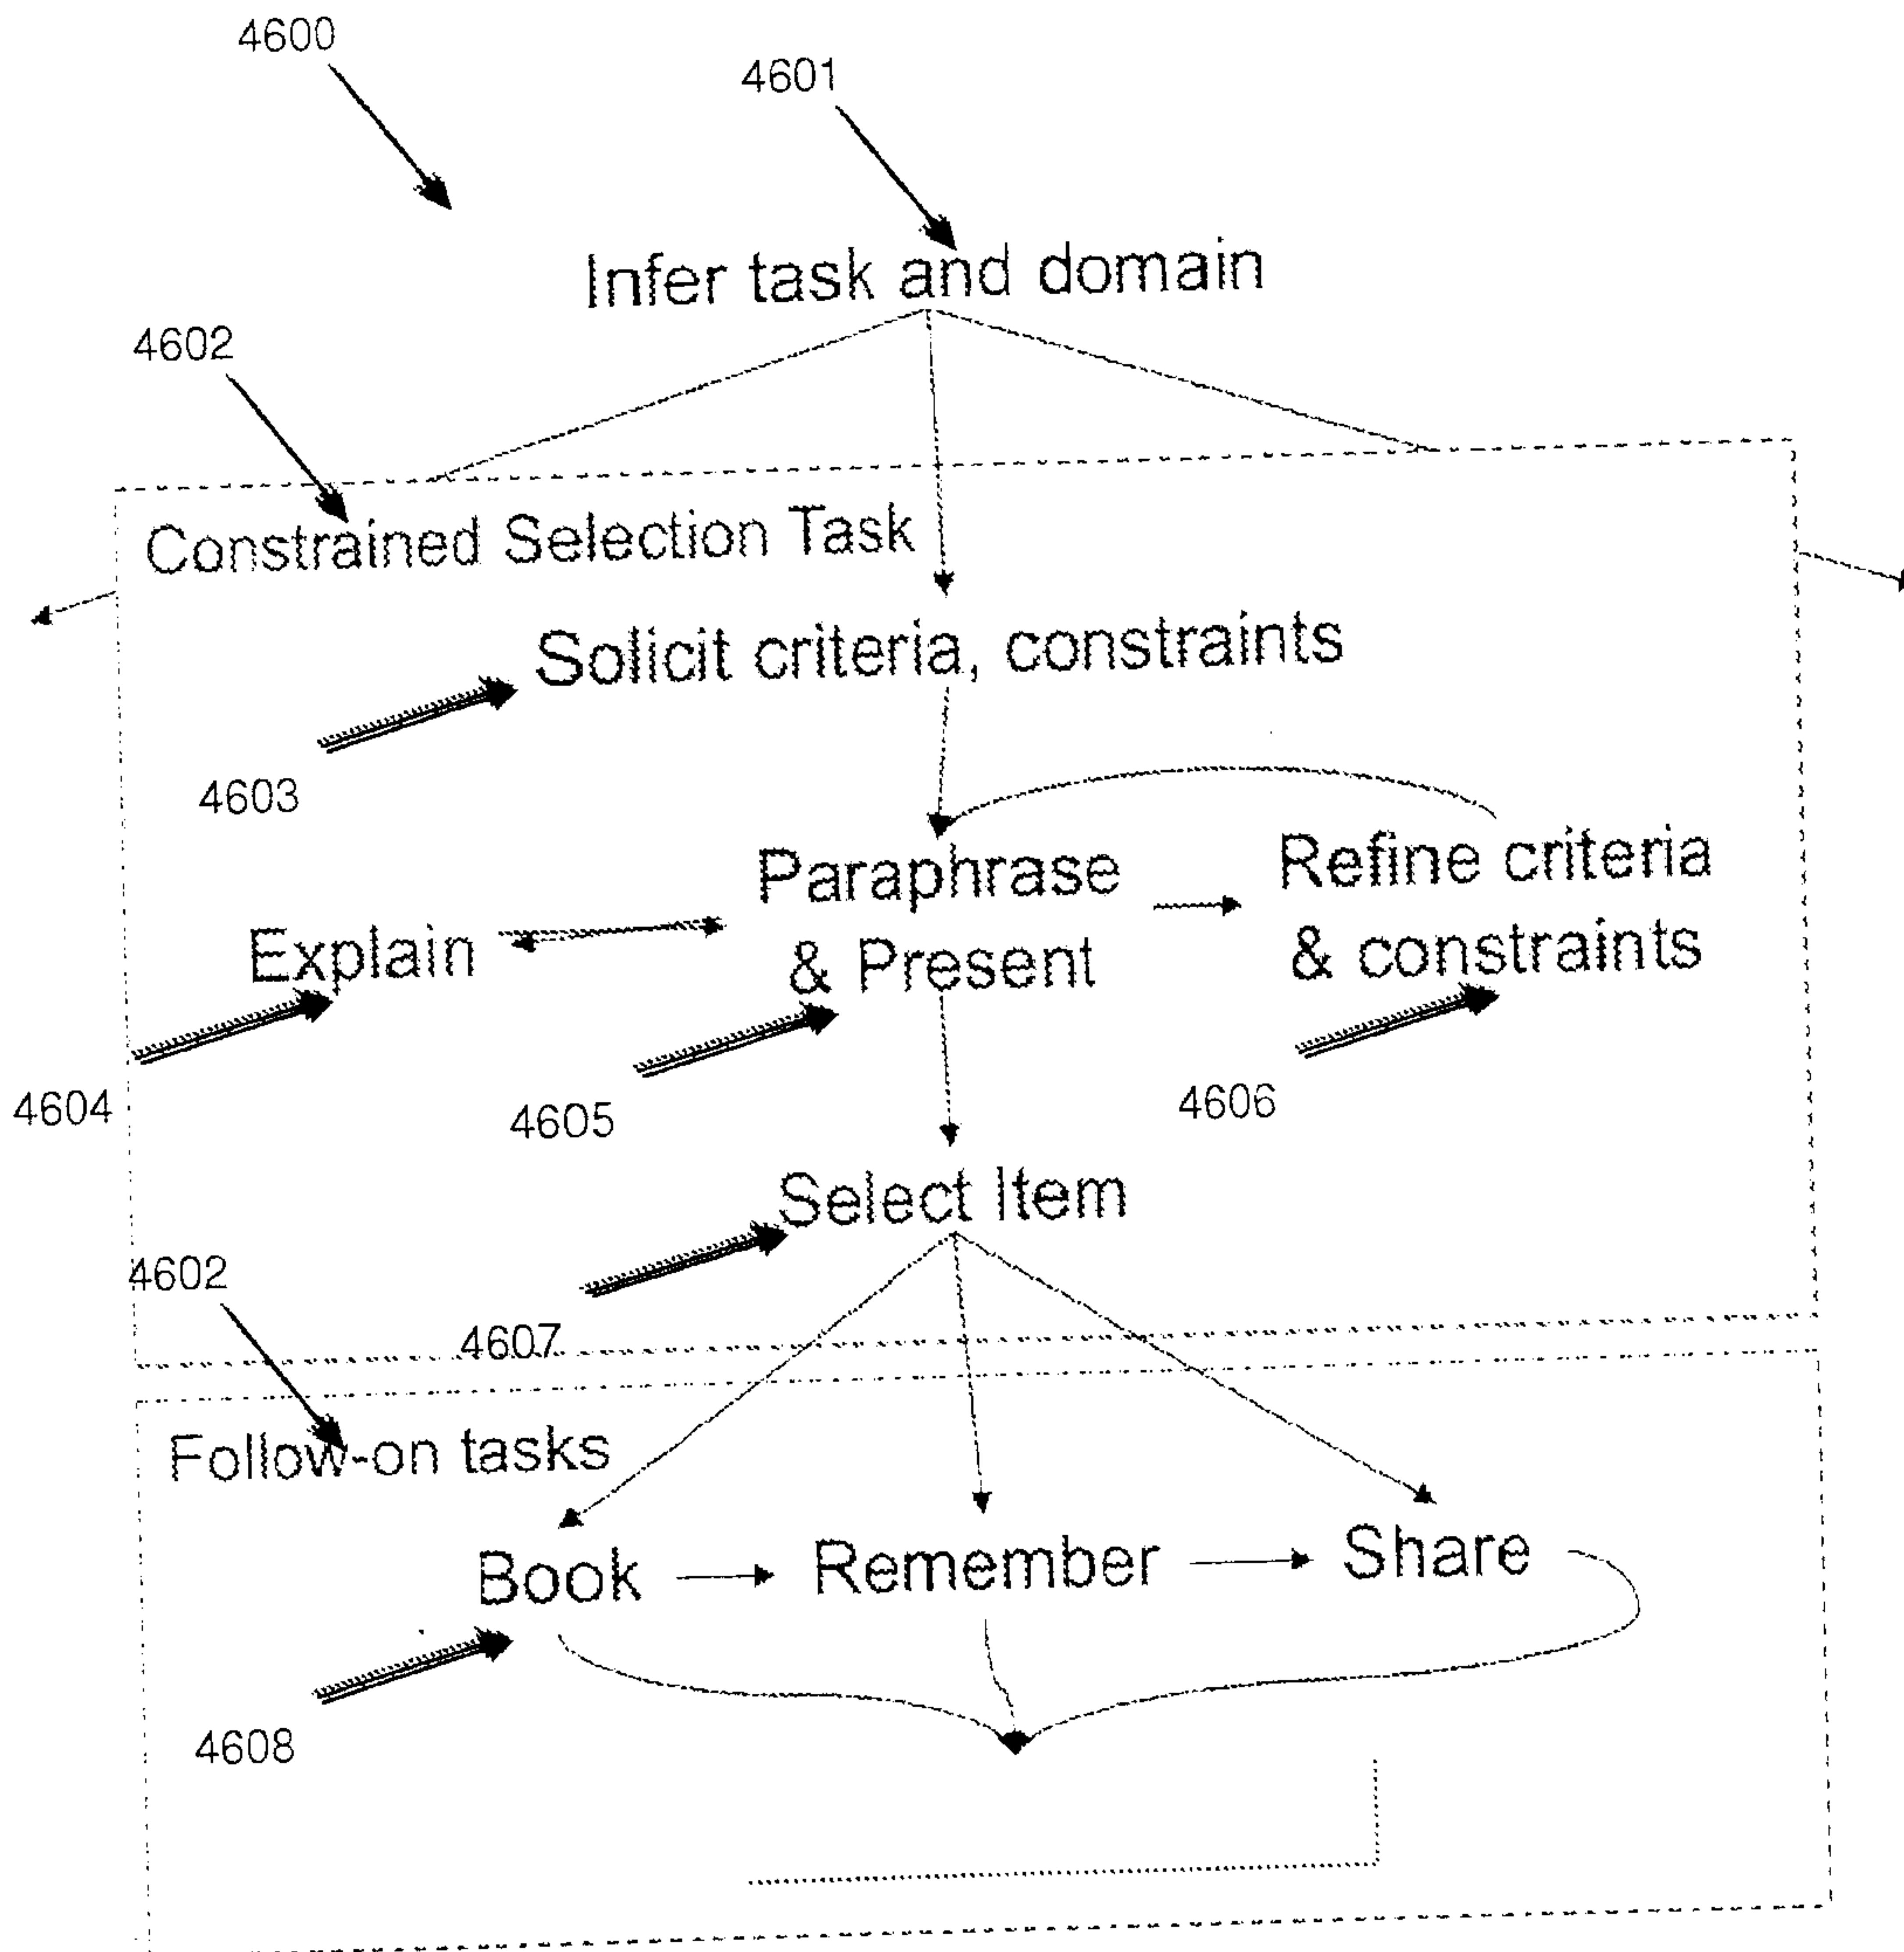 4600
4601
Infer task and domain
4602
Constrained Selection Task
Solicit criteria, constraints
4603
Paraphrase
& Present
Refine criteria
& constraints
Explain
4604
4605
4606
Select Item
4602
4607
Follow-on tasks
Book
Remember
Share
4608